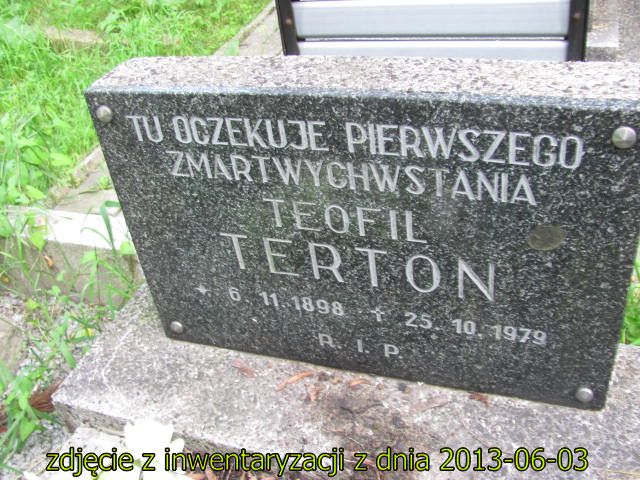 TU OCZEKUJE PIERWSZEGO
ZMARTWYCHWSTANIA
TEOFIL
TERTON
* 6. 11. 1898 † 25. 10. 1979
R. I. P.
zdjęcie z inwentaryzacji z dnia 2013-06-03